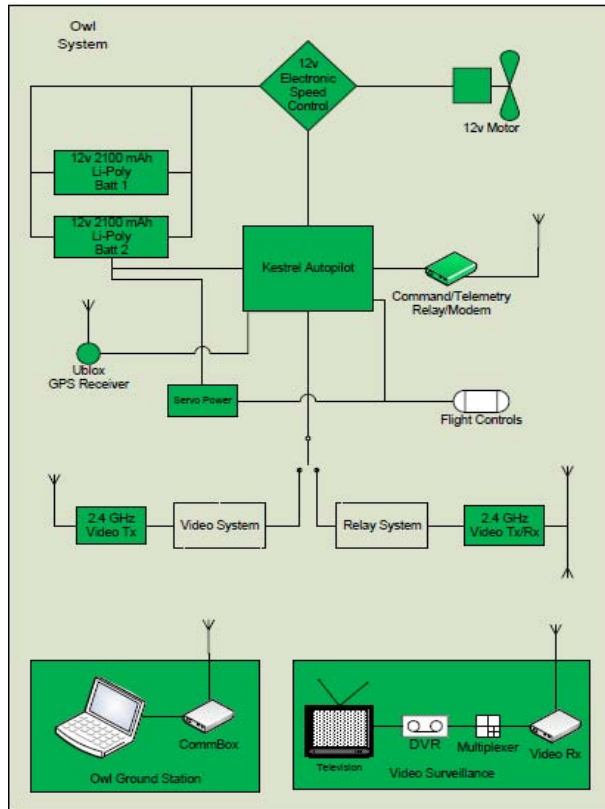 Owl
System
12v
Electronic
Speed
Control
12v Motor
12v 2100 mAh
Li-Poly
Batt 1
12v 2100 mAh
Li-Poly
Batt 2
Kestrel Autopilot
Command/Telemetry
Relay/Modem
Ublox
GPS Receiver
Servo Power
Flight Controls
2.4 GHz
Video Tx
Video System
Relay System
2.4 GHz
Video Tx/Rx
CommBox
Owl Ground Station
Television
DVR
Multiplexer
Video Rx
Video Surveillance